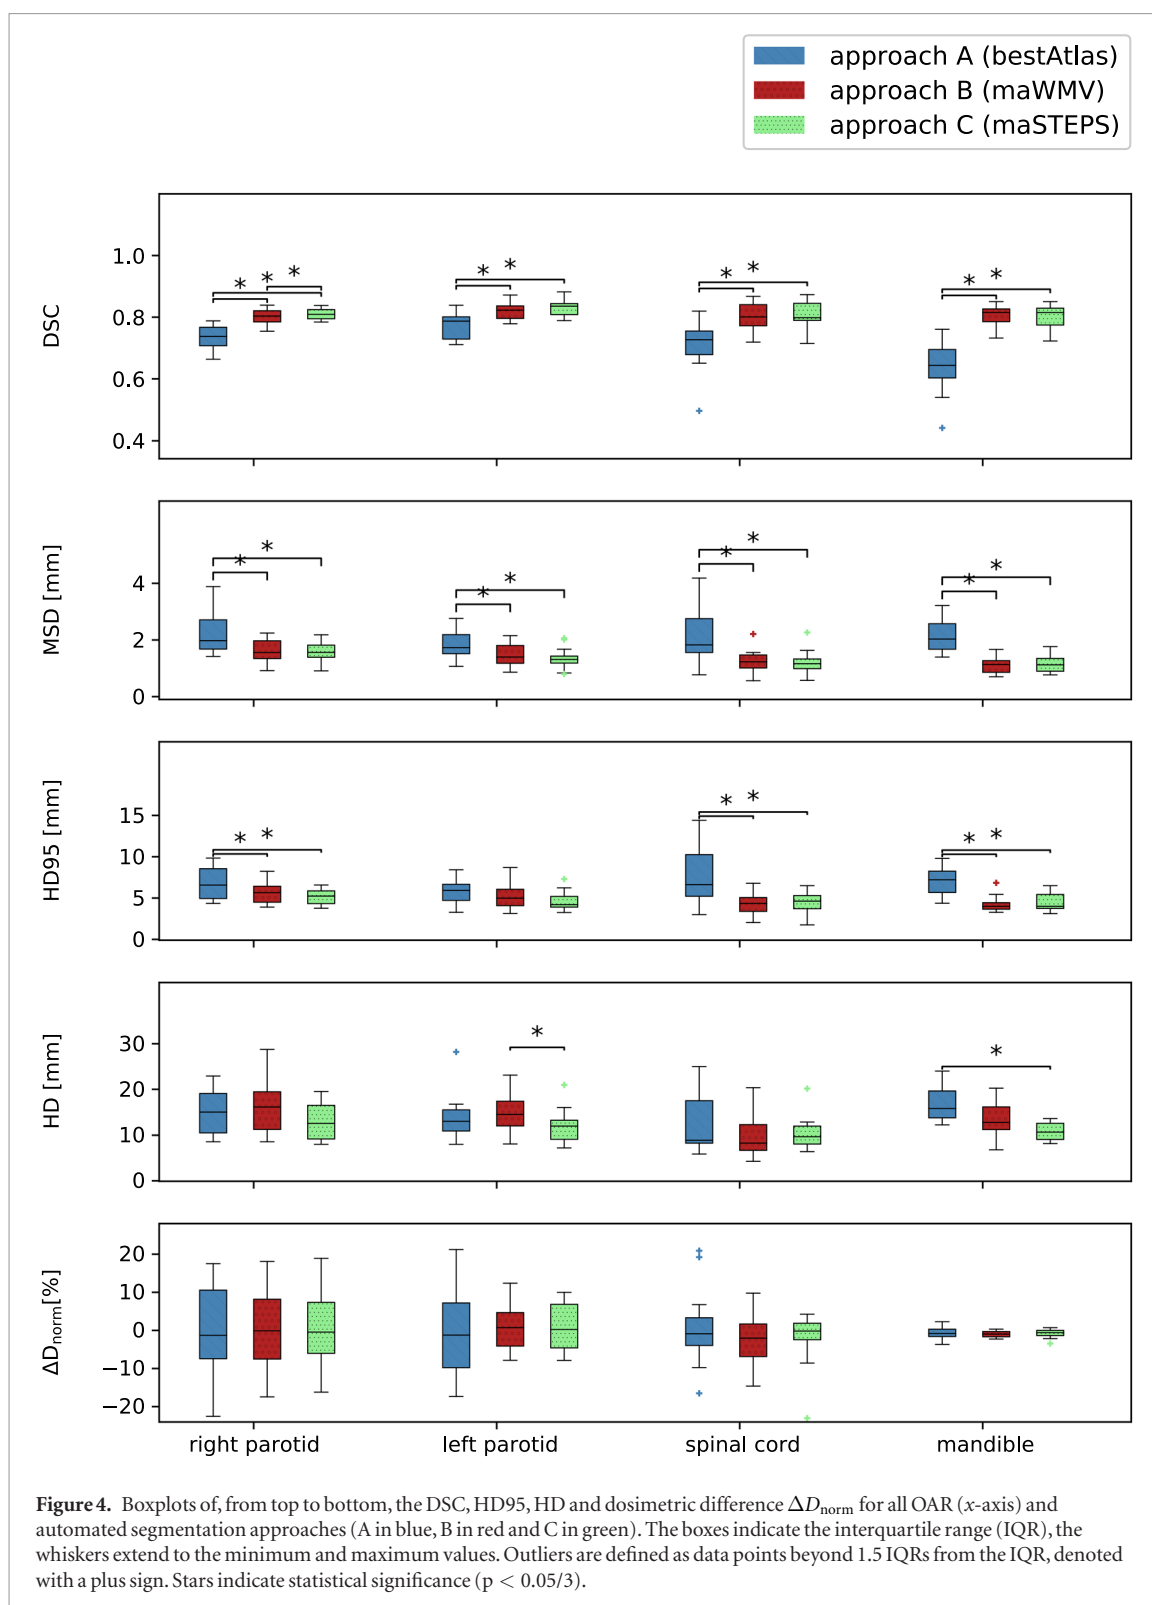 approach A (bestAtlas)
approach B (maWMV)
approach C (maSTEPS)
DSC
1.0
0.8
0.6
0.4
* * *
* *
* *
* *
MSD [mm]
4
2
0
* *
* *
* *
* *
HD95 [mm]
15
10
5
0
* *
* *
* *
HD [mm]
30
20
10
0
*
*
ΔDnorm[%]
20
10
0
−10
−20
right parotid left parotid spinal cord mandible
Figure 4. Boxplots of, from top to bottom, the DSC, HD95, HD and dosimetric difference ΔDnorm for all OAR (x-axis) and
automated segmentation approaches (A in blue, B in red and C in green). The boxes indicate the interquartile range (IQR), the
whiskers extend to the minimum and maximum values. Outliers are defined as data points beyond 1.5 IQRs from the IQR, denoted
with a plus sign. Stars indicate statistical significance (p < 0.05/3).